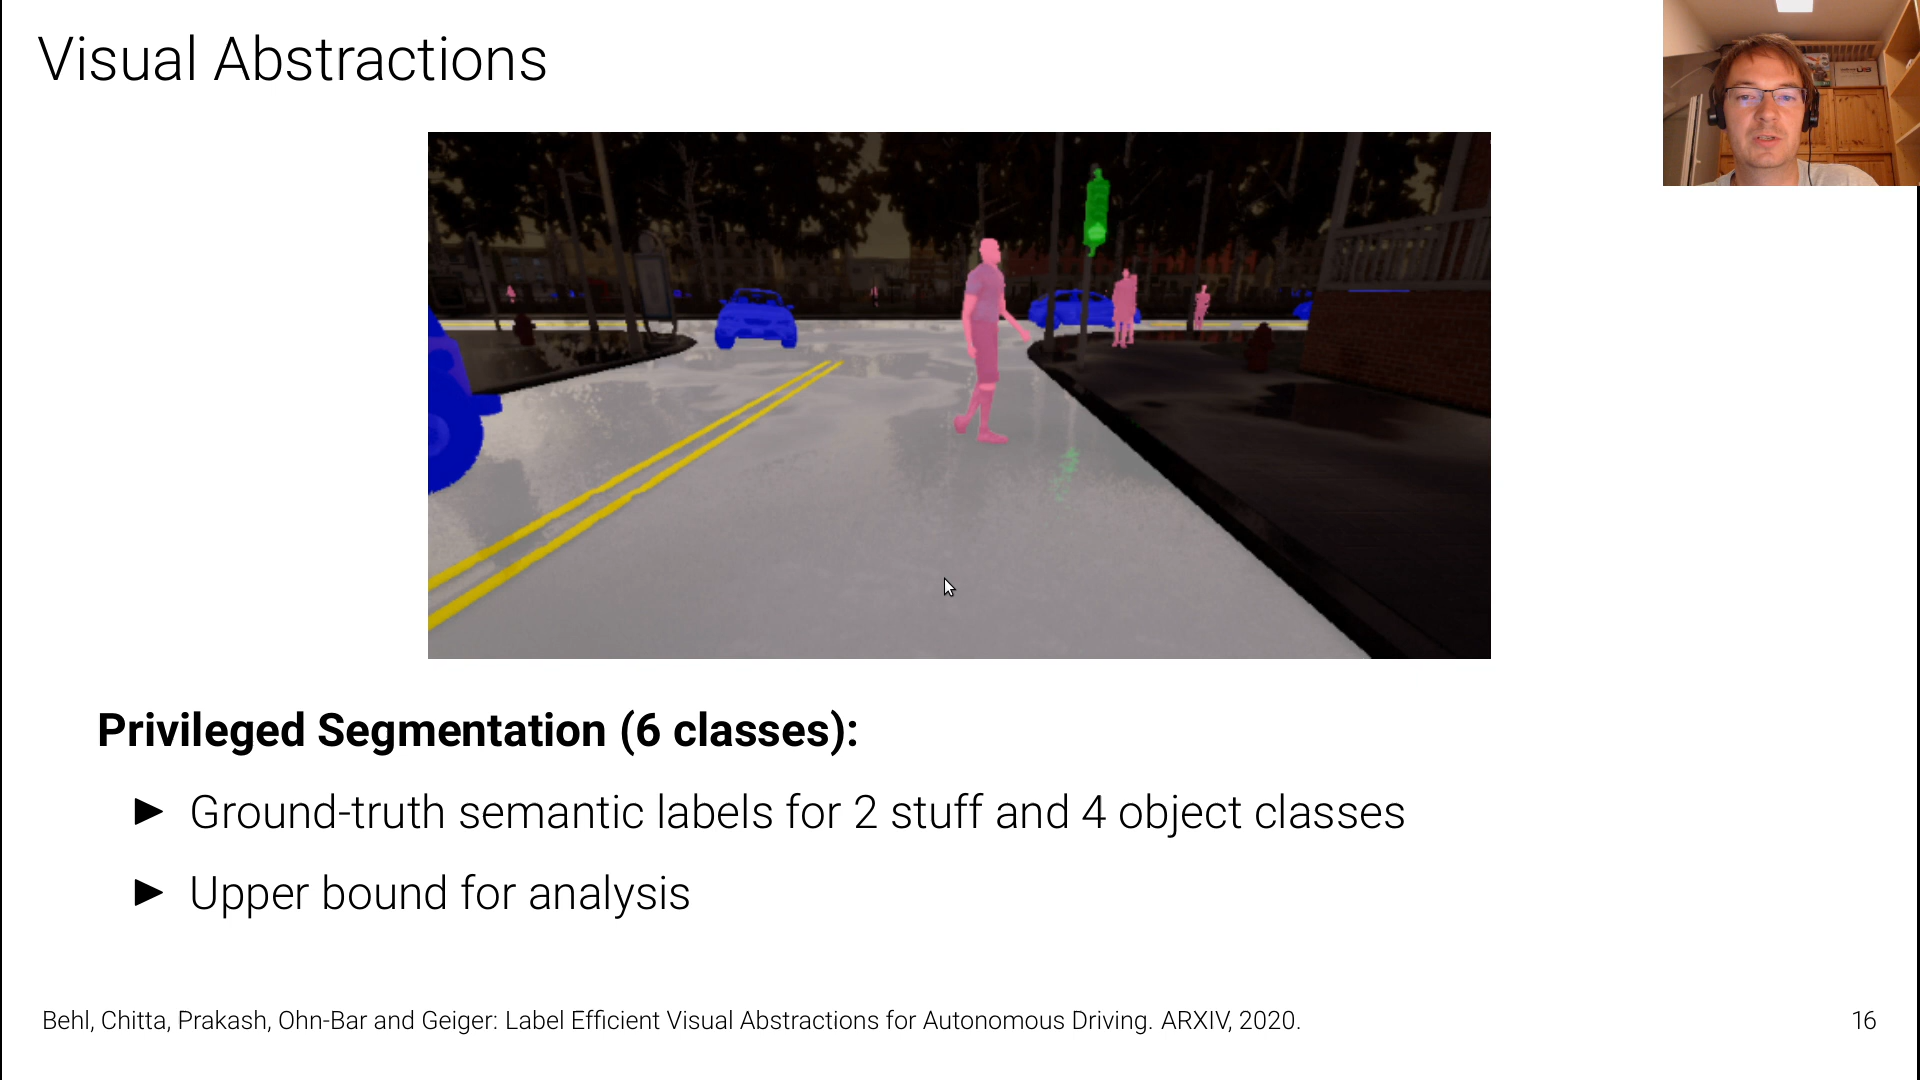 Visual Abstractions
Privileged Segmentation (6 classes):
► Ground-truth semantic labels for 2 stuff and 4 object classes
► Upper bound for analysis
Behl, Chitta, Prakash, Ohn-Bar and Geiger: Label Efficient Visual Abstractions for Autonomous Driving. ARXIV, 2020.
16